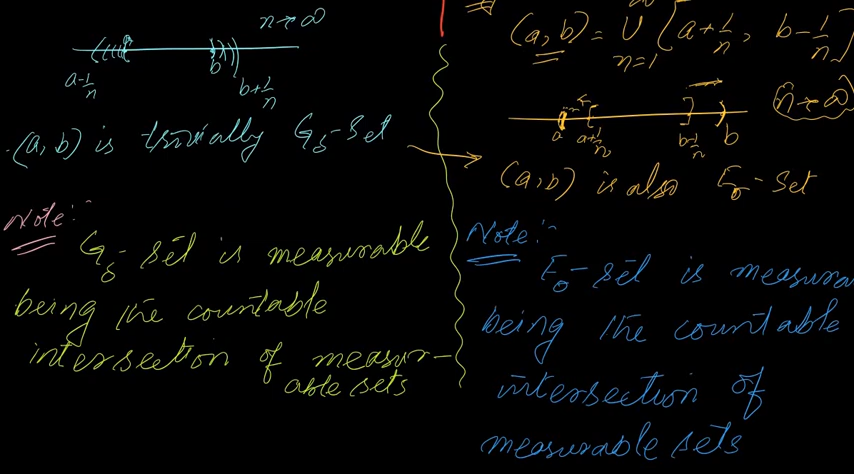 n→∞
a-1/n
b
b+1/n
(a,b) is trivially Gδ-Set
Note:-
Gδ-set is measurable
being the countable
intersection of measur-
able sets
(a,b) = ∪ n=1 [a+1/n, b-1/n]
(n→∞)
a a+1/n b-1/n b
(a,b) is also Fσ-Set
Note:-
Fσ-set is measura
being the countable
intersection of
measurable sets